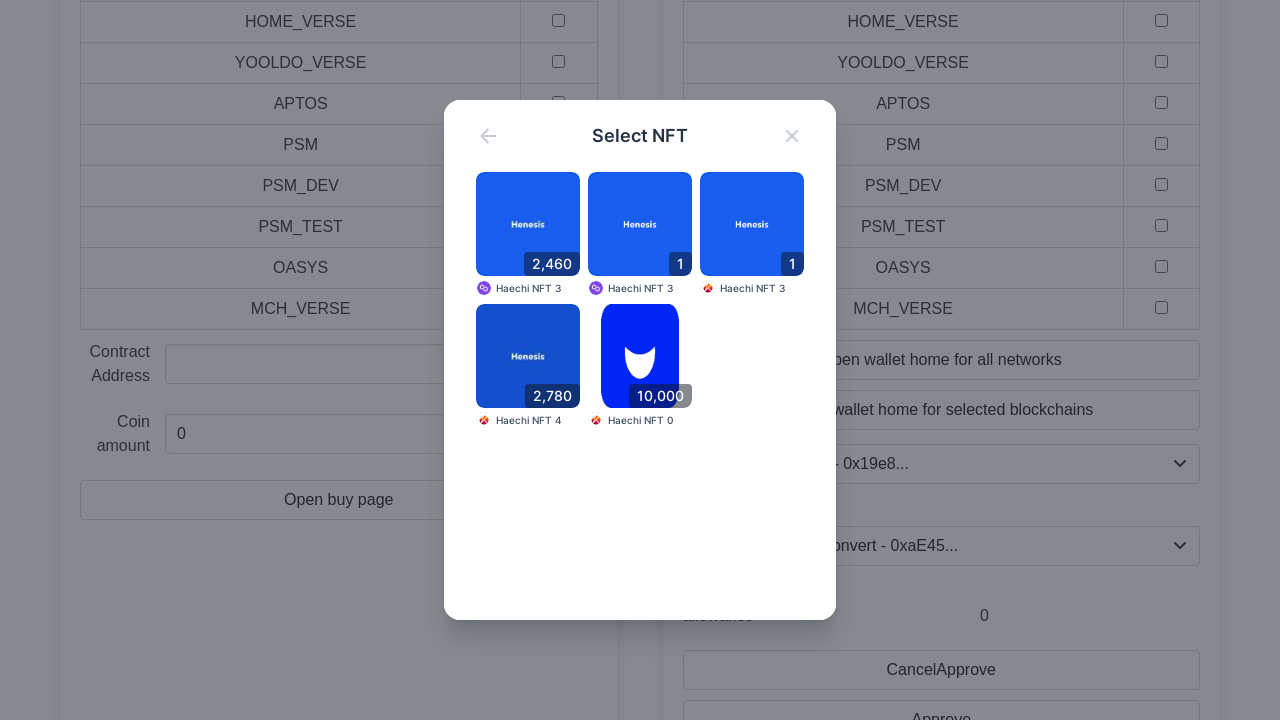 HOME_VERSE
YOOLDO_VERSE
APTOS
PSM
PSM_DEV
PSM_TEST
OASYS
MCH_VERSE
Contract
Address
Coin
amount
0
Open buy page
Select NFT
Henesis
2,460
Haechi NFT 3
Henesis
1
Haechi NFT 3
Henesis
1
Haechi NFT 3
Henesis
2,780
Haechi NFT 4
10,000
Haechi NFT 0
HOME_VERSE
YOOLDO_VERSE
APTOS
PSM
PSM_DEV
PSM_TEST
OASYS
MCH_VERSE
wallet home for all networks
wallet home for selected blockchains
- 0x19e8...
- 0xaE45...
0
CancelApprove
Approve